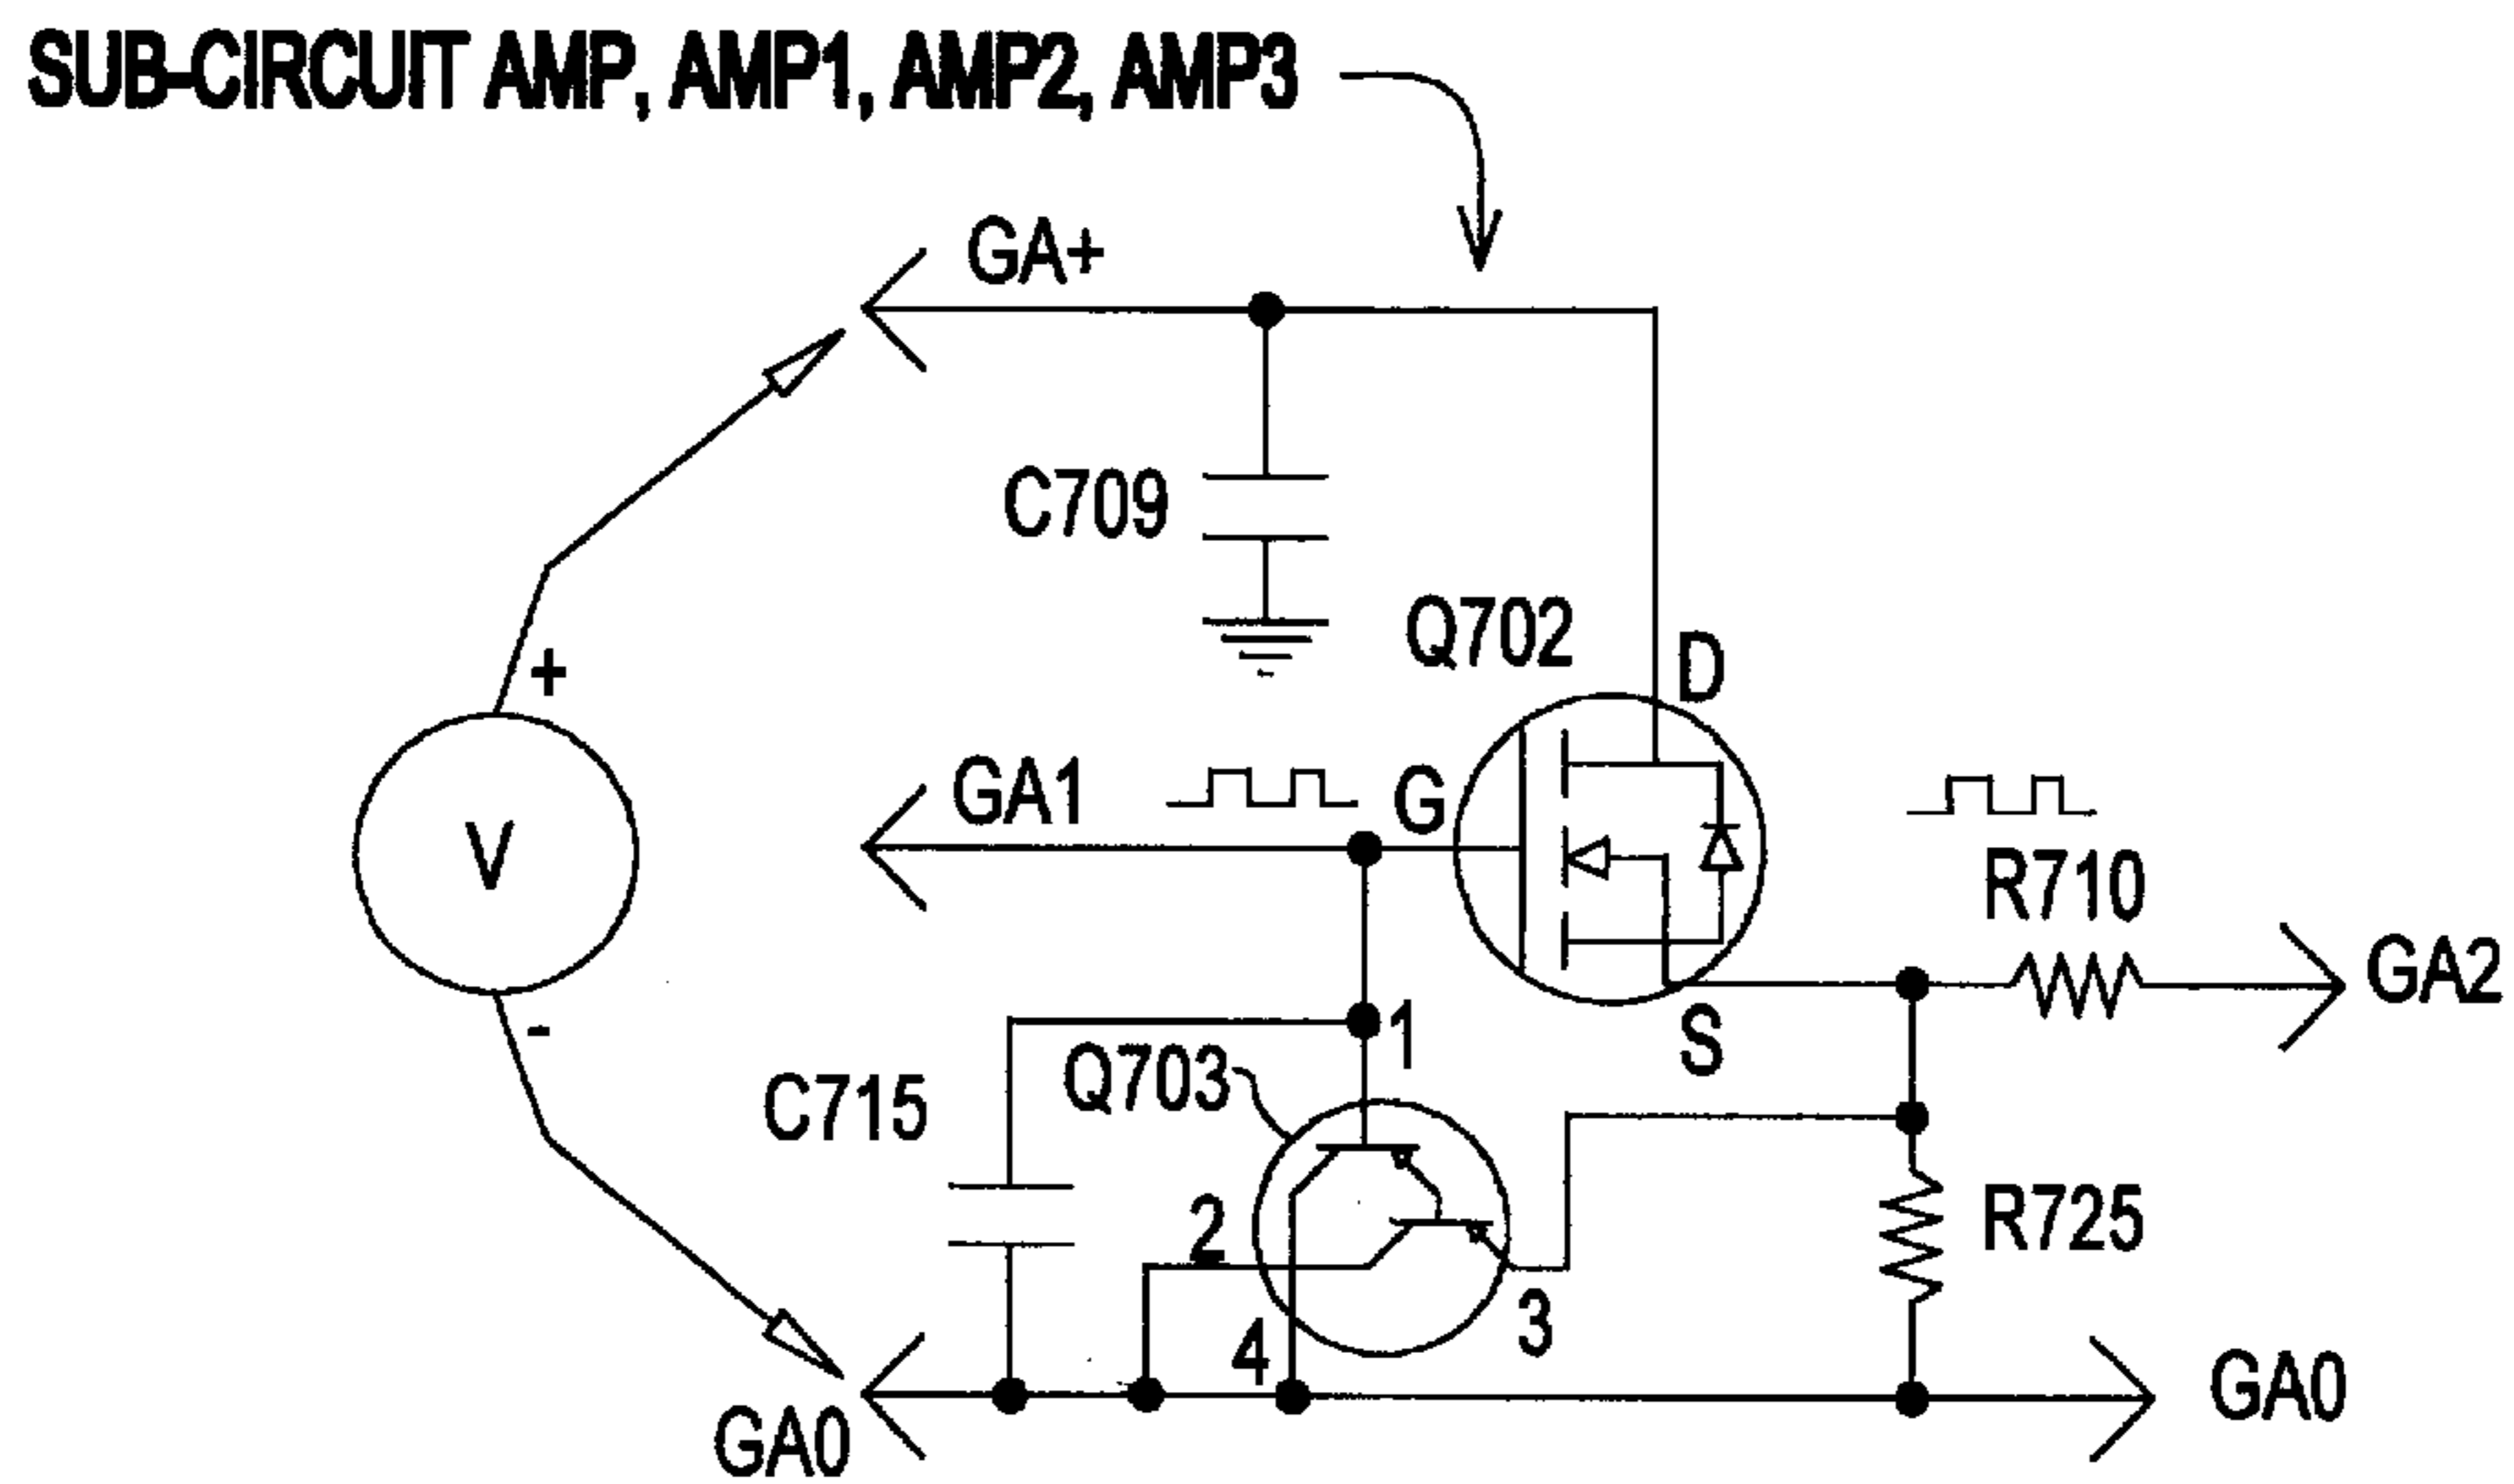 SUB-CIRCUIT AMP, AMP1, AMP2, AMP3
GA+
C709
Q702
D
+
V
-
GA1
G
R710
GA2
S
1
Q703
C715
2
R725
3
4
GA0
GA0